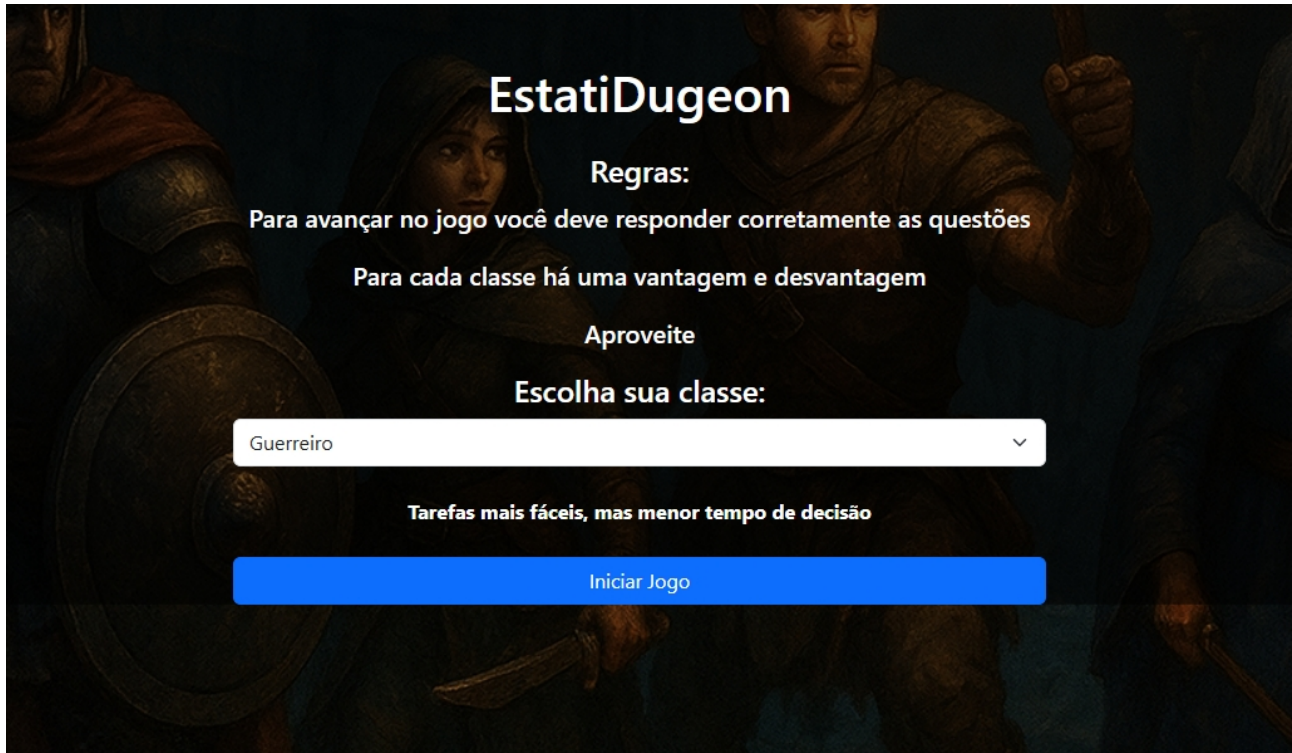 EstatiDugeon
Regras:
Para avançar no jogo você deve responder corretamente as questões
Para cada classe há uma vantagem e desvantagem
Aproveite
Escolha sua classe:
Guerreiro
Tarefas mais fáceis, mas menor tempo de decisão
Iniciar Jogo